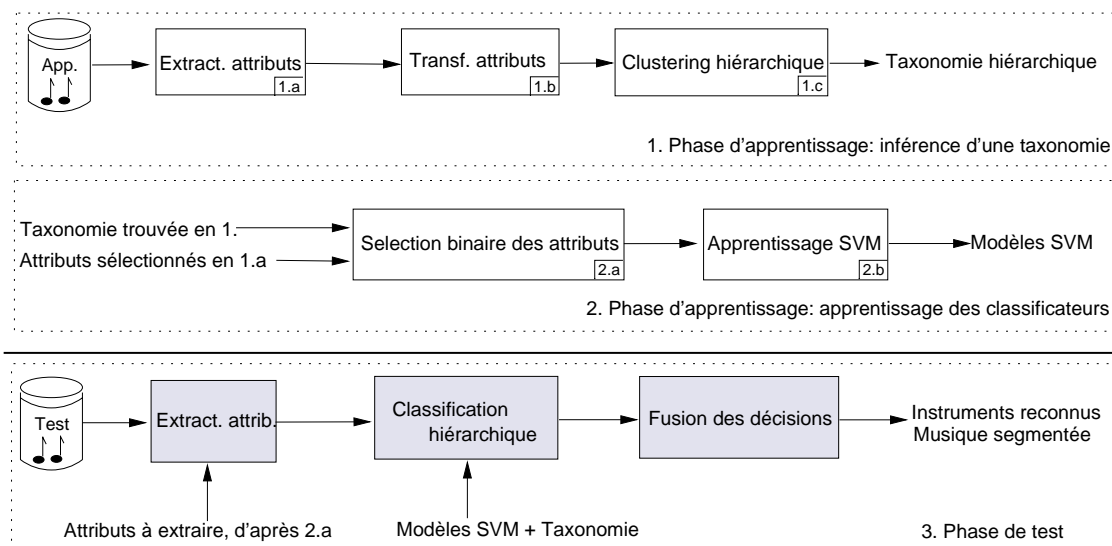 App.
Extract. attributs
1.a
Transf. attributs
1.b
Clustering hiérarchique
1.c
Taxonomie hiérarchique
1. Phase d'apprentissage: inférence d'une taxonomie
Taxonomie trouvée en 1.
Attributs sélectionnés en 1.a
Selection binaire des attributs
2.a
Apprentissage SVM
2.b
Modèles SVM
2. Phase d'apprentissage: apprentissage des classificateurs
Test
Extract. attrib.
Classification
hiérarchique
Fusion des décisions
Instruments reconnus
Musique segmentée
Attributs à extraire, d'après 2.a
Modèles SVM + Taxonomie
3. Phase de test